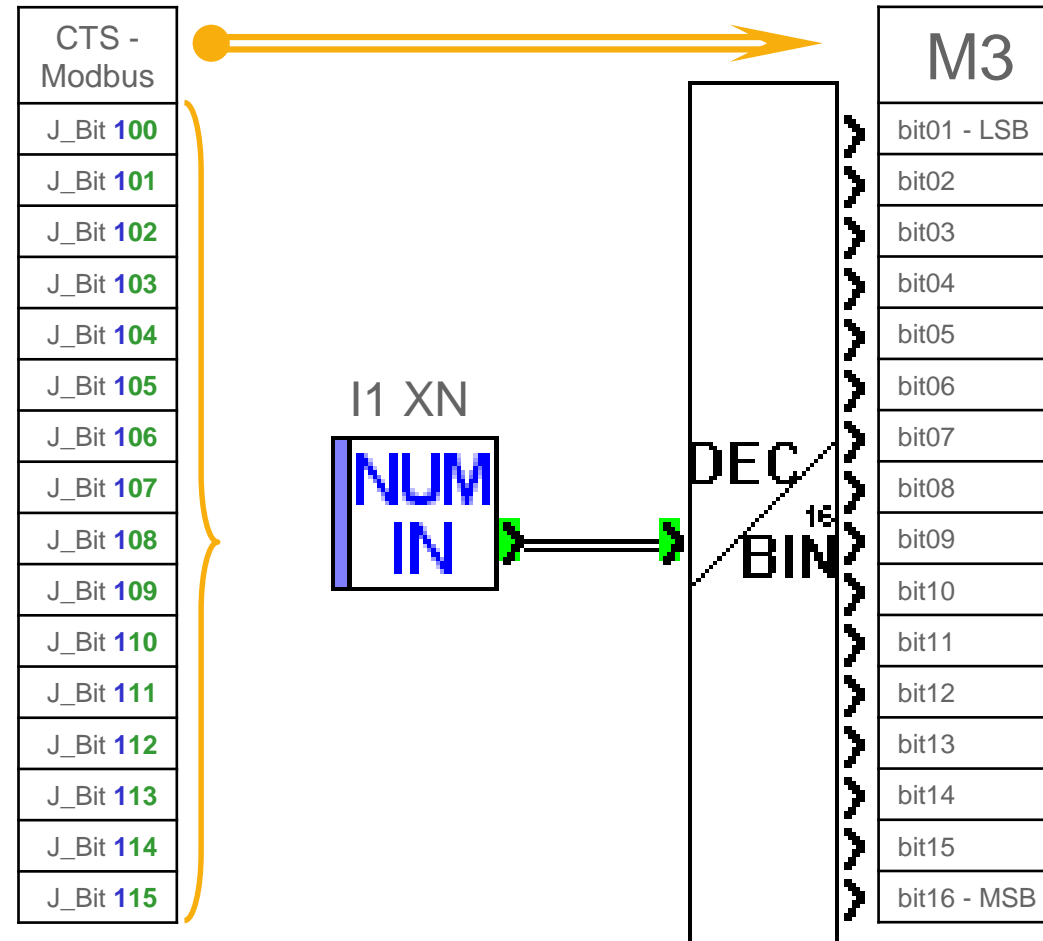 CTS -
Modbus
J_Bit 100
J_Bit 101
J_Bit 102
J_Bit 103
J_Bit 104
J_Bit 105
J_Bit 106
J_Bit 107
J_Bit 108
J_Bit 109
J_Bit 110
J_Bit 111
J_Bit 112
J_Bit 113
J_Bit 114
J_Bit 115
I1 XN
NUM
IN
DEC
16
BIN
M3
bit01 - LSB
bit02
bit03
bit04
bit05
bit06
bit07
bit08
bit09
bit10
bit11
bit12
bit13
bit14
bit15
bit16 - MSB